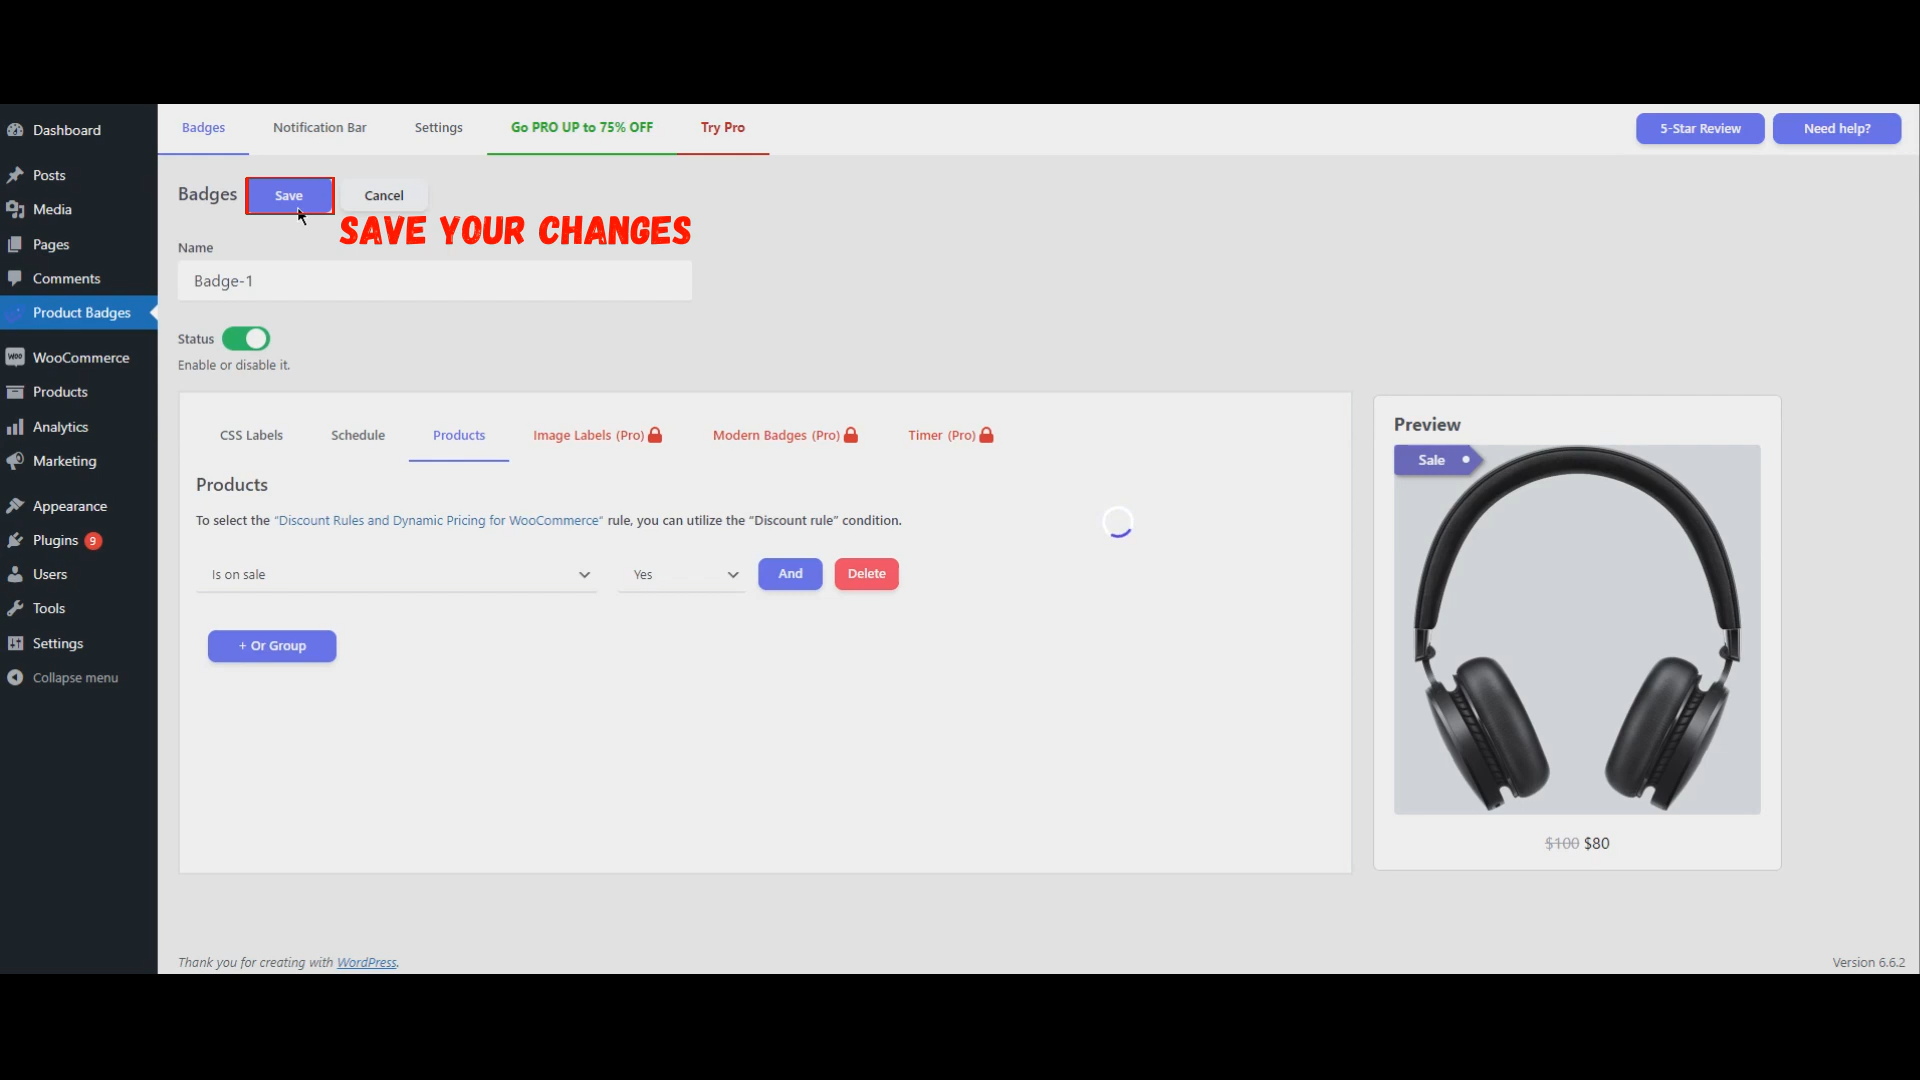 Dashboard
Posts
Media
Pages
Comments
Product Badges
WooCommerce
Products
Analytics
Marketing
Appearance
Plugins 9
Users
Tools
Settings
Collapse menu
Badges Notification Bar Settings Go PRO UP to 75% OFF Try Pro 5-Star Review Need help?
Badges Save Cancel
SAVE YOUR CHANGES
Name
Badge-1
Status
Enable or disable it.
CSS Labels Schedule Products Image Labels (Pro) Modern Badges (Pro) Timer (Pro)
Products
To select the “Discount Rules and Dynamic Pricing for WooCommerce” rule, you can utilize the “Discount rule” condition.
Is on sale Yes And Delete
+ Or Group
Preview
Sale
$100 $80
Thank you for creating with WordPress.
Version 6.6.2